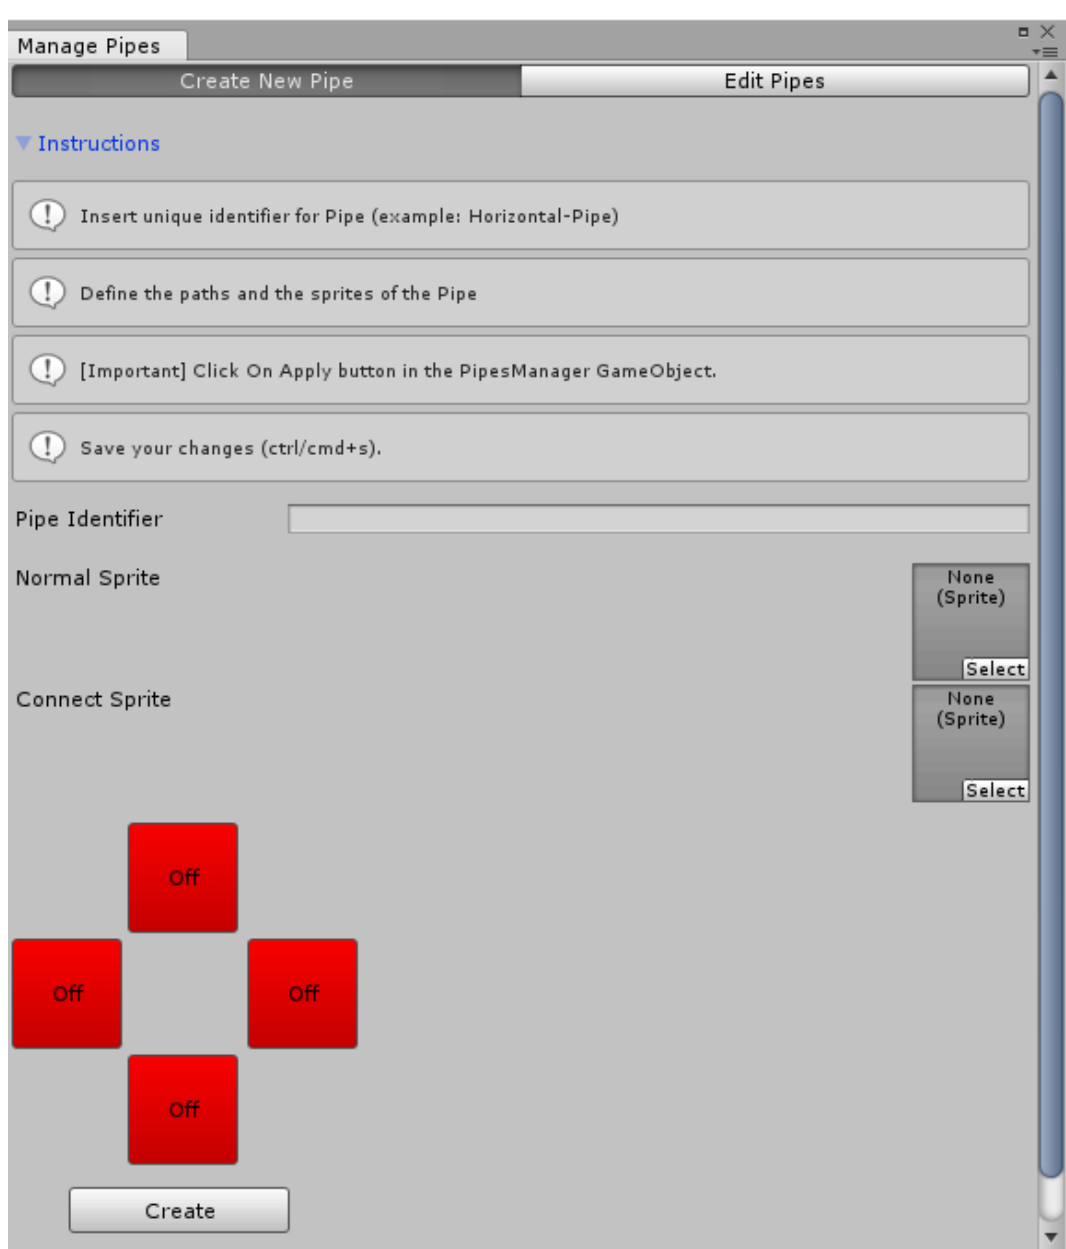 Manage Pipes
Create New Pipe
Edit Pipes
Instructions
Insert unique identifier for Pipe (example: Horizontal-Pipe)
Define the paths and the sprites of the Pipe
[Important] Click On Apply button in the PipesManager GameObject.
Save your changes (ctrl/cmd+s).
Pipe Identifier
Normal Sprite
None
(Sprite)
Select
Connect Sprite
None
(Sprite)
Select
Off
Off
Off
Off
Create